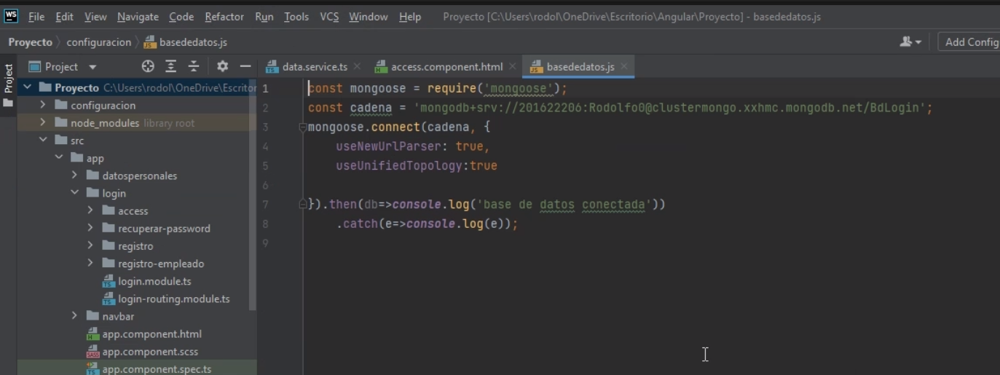 WS File Edit View Navigate Code Refactor Run Tools VCS Window Help Proyecto [C:\Users\rodol\OneDrive\Escritorio\Angular\Proyecto] - basededatos.js
Proyecto configuracion basededatos.js Add Config
Project
Project data.service.ts access.component.html basededatos.js
Proyecto C:\Users\rodol\OneDrive\Escritor
configuracion
node_modules library root
src
app
datospersonales
login
access
recuperar-password
registro
registro-empleado
login.module.ts
login-routing.module.ts
navbar
app.component.html
app.component.scss
app.component.spec.ts
1 const mongoose = require('mongoose');
2 const cadena = 'mongodb+srv://201622206:Rodolfo0@clustermongo.xxhmc.mongodb.net/BdLogin';
3 mongoose.connect(cadena, {
4 useNewUrlParser: true,
5 useUnifiedTopology:true
6
7 }).then(db=>console.log('base de datos conectada'))
8 .catch(e=>console.log(e));
9